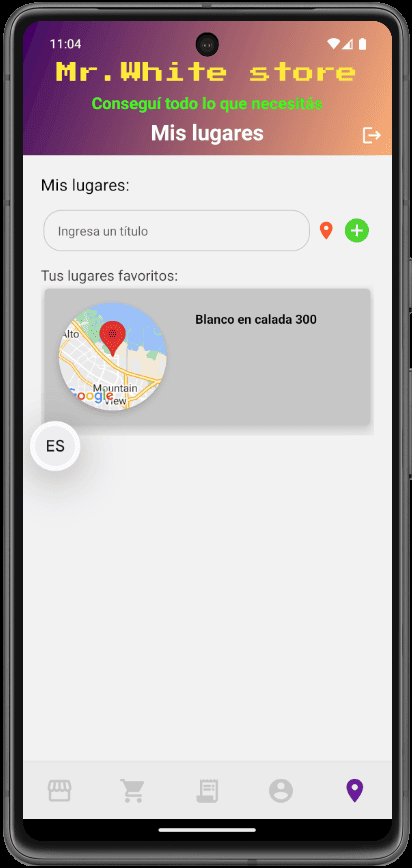 11:04
Mr.White store
Conseguí todo lo que necesitás
Mis lugares
Mis lugares:
Ingresa un título
Tus lugares favoritos:
Blanco en calada 300
Alto
Mountain
View
Google
ES